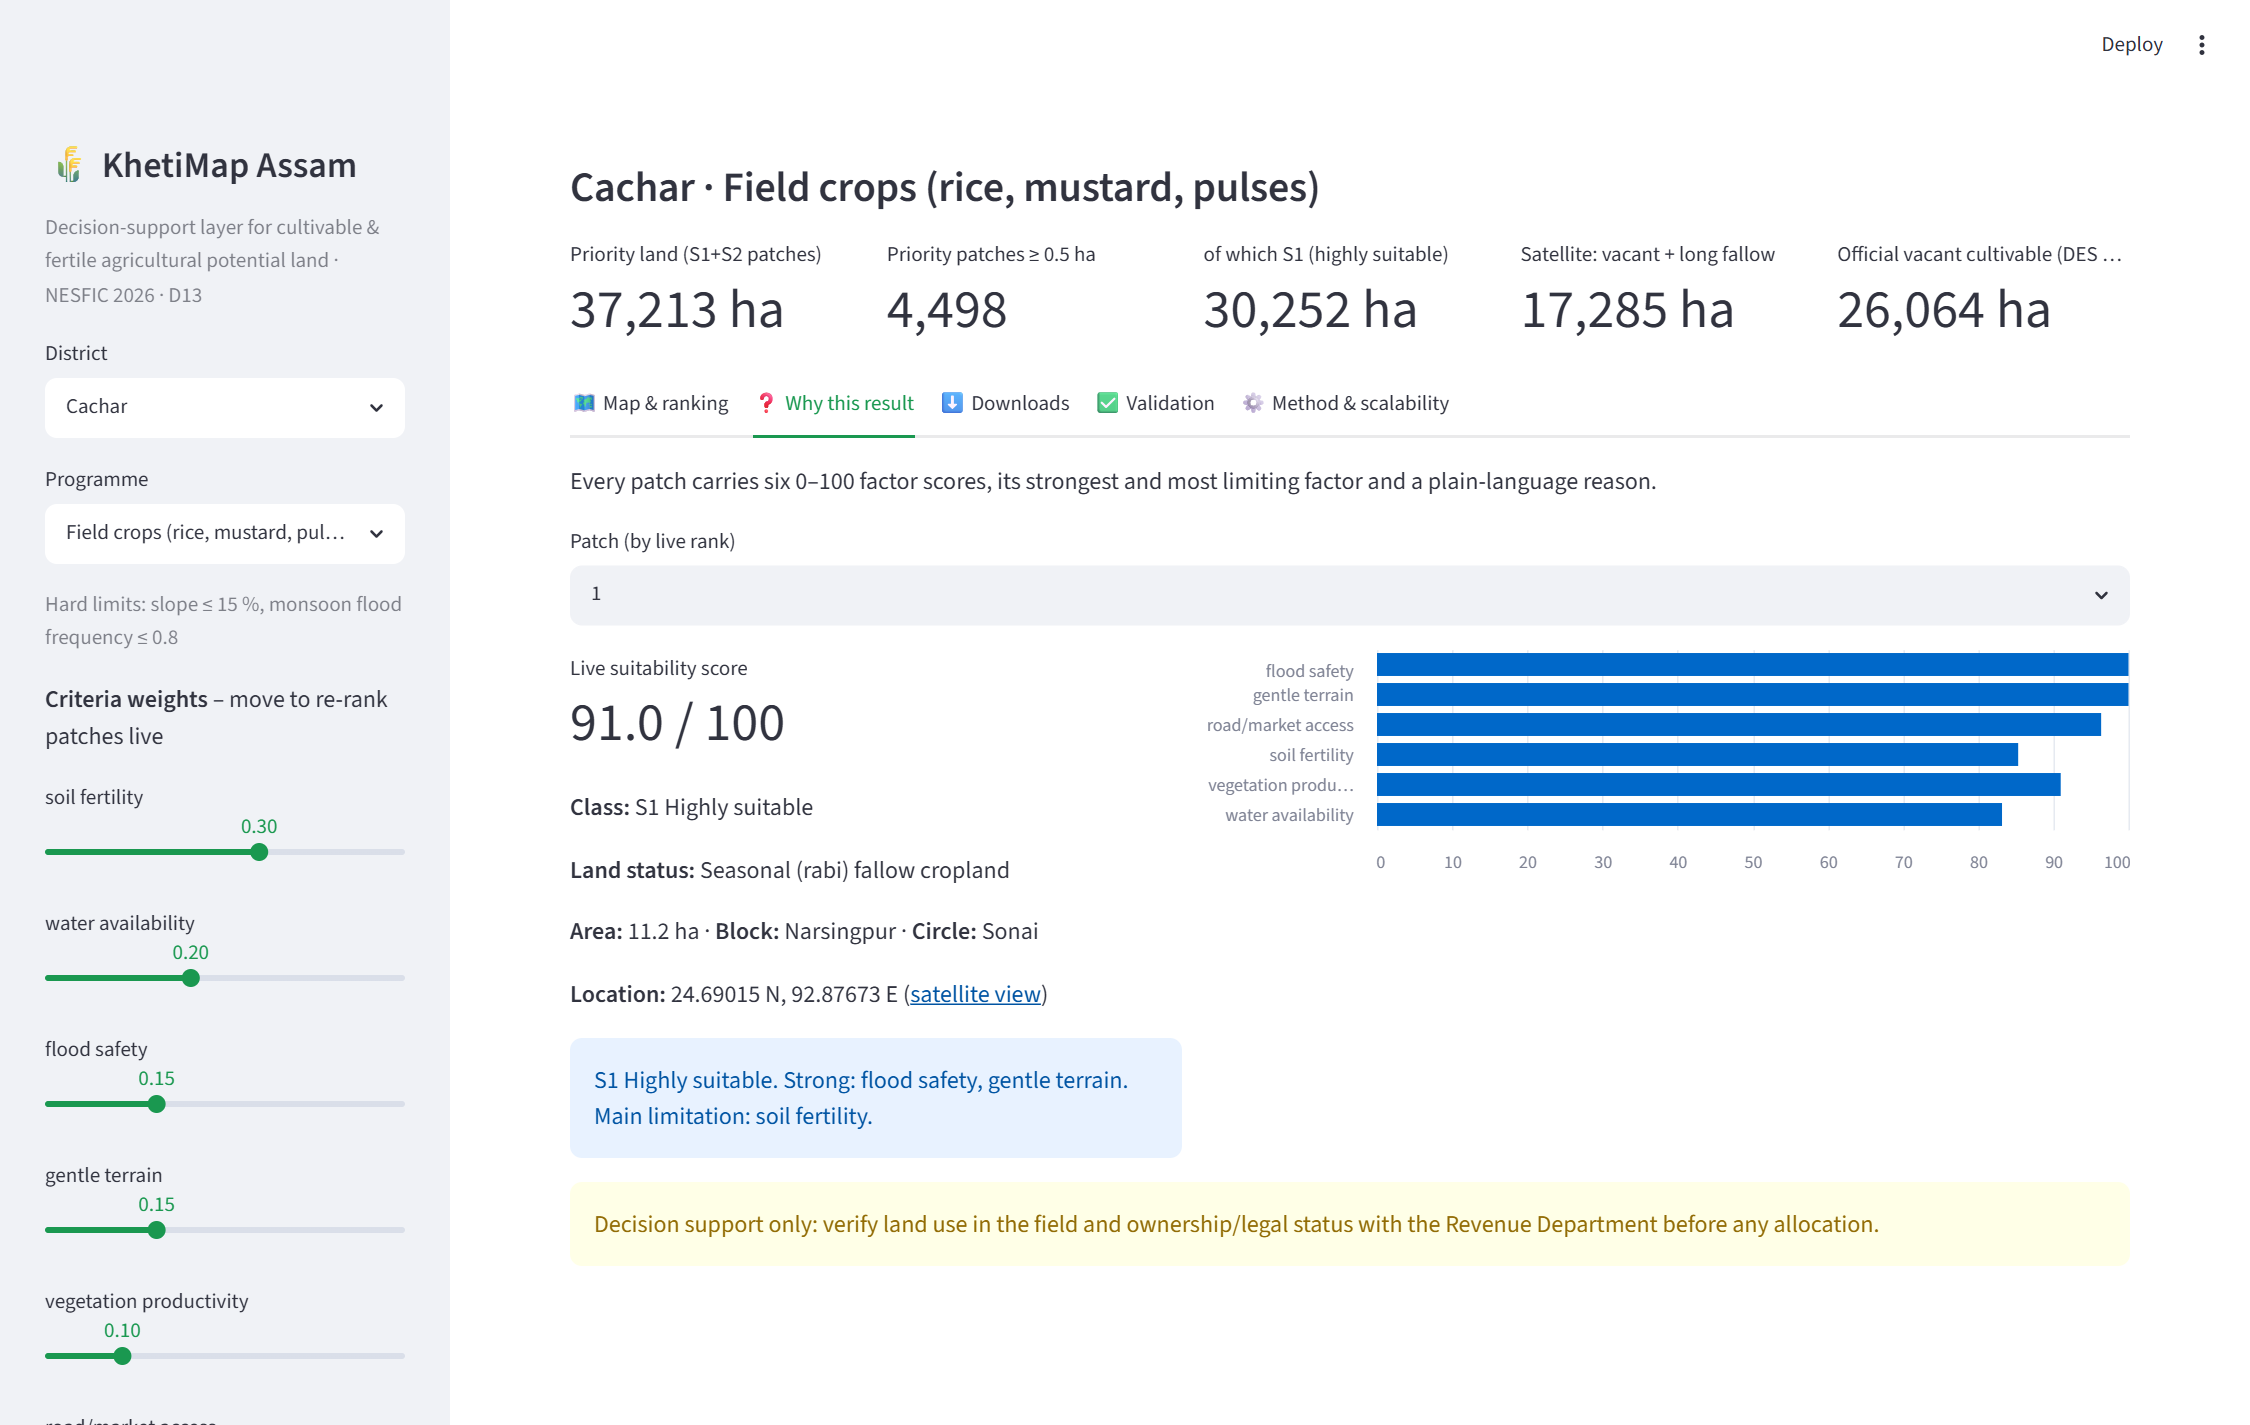 Deploy
KhetiMap Assam
Decision-support layer for cultivable &
fertile agricultural potential land ·
NESFIC 2026 · D13
District
Cachar
Programme
Field crops (rice, mustard, pul…
Hard limits: slope ≤ 15 %, monsoon flood
frequency ≤ 0.8
Criteria weights – move to re-rank
patches live
soil fertility
0.30
water availability
0.20
flood safety
0.15
gentle terrain
0.15
vegetation productivity
0.10
Cachar · Field crops (rice, mustard, pulses)
Priority land (S1+S2 patches)
37,213 ha
Priority patches ≥ 0.5 ha
4,498
of which S1 (highly suitable)
30,252 ha
Satellite: vacant + long fallow
17,285 ha
Official vacant cultivable (DES …
26,064 ha
Map & ranking
Why this result
Downloads
Validation
Method & scalability
Every patch carries six 0–100 factor scores, its strongest and most limiting factor and a plain-language reason.
Patch (by live rank)
1
Live suitability score
91.0 / 100
Class: S1 Highly suitable
Land status: Seasonal (rabi) fallow cropland
Area: 11.2 ha · Block: Narsingpur · Circle: Sonai
Location: 24.69015 N, 92.87673 E (satellite view)
S1 Highly suitable. Strong: flood safety, gentle terrain.
Main limitation: soil fertility.
flood safety
gentle terrain
road/market access
soil fertility
vegetation produ…
water availability
0 10 20 30 40 50 60 70 80 90 100
Decision support only: verify land use in the field and ownership/legal status with the Revenue Department before any allocation.